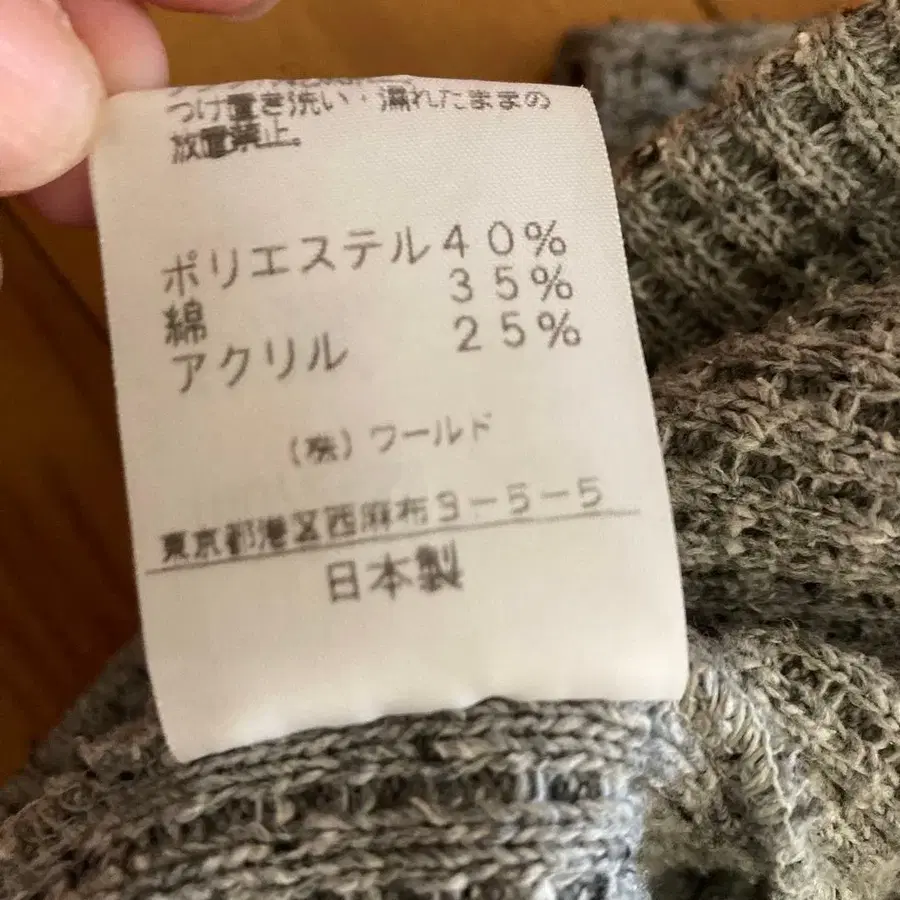 つけ置き洗い・濡れたままの
放置禁止。
ポリエステル40%
綿 35%
アクリル 25%
(株) ワールド
東京都港区西麻布3-5-5
日本製